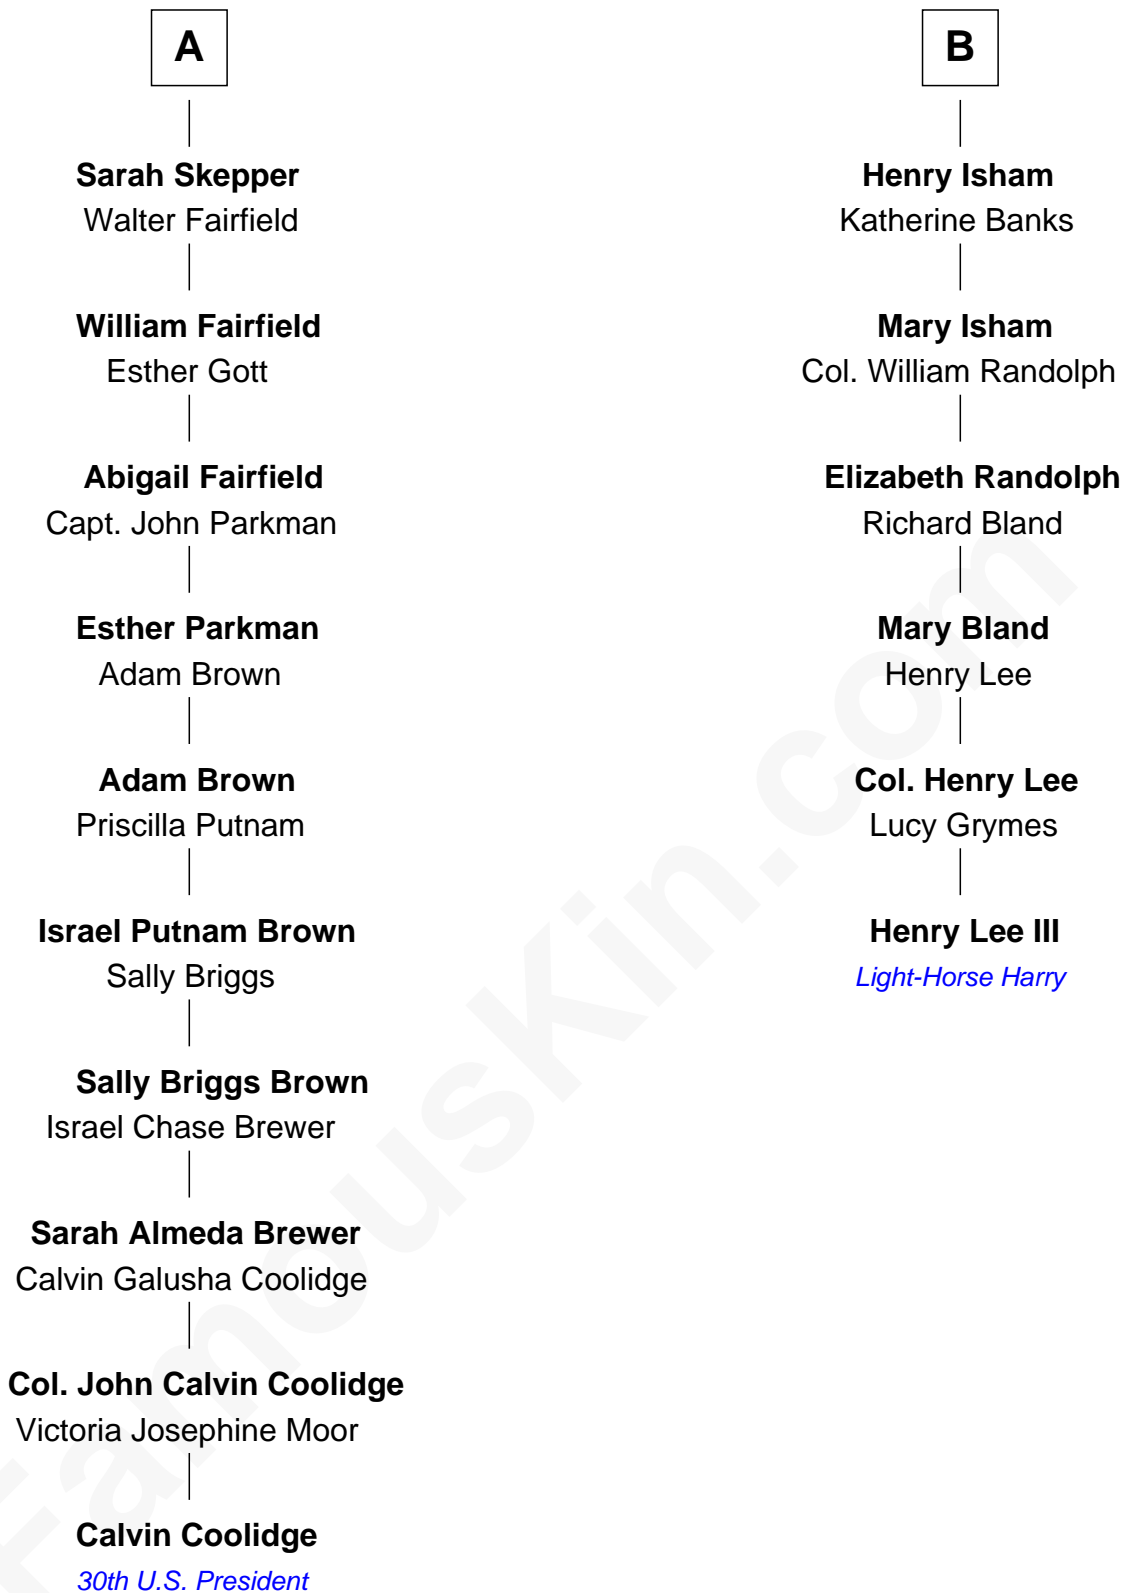 A
Sarah Skepper
Walter Fairfield
William Fairfield
Esther Gott
Abigail Fairfield
Capt. John Parkman
Esther Parkman
Adam Brown
Adam Brown
Priscilla Putnam
Israel Putnam Brown
Sally Briggs
Sally Briggs Brown
Israel Chase Brewer
Sarah Almeda Brewer
Calvin Galusha Coolidge
Col. John Calvin Coolidge
Victoria Josephine Moor
Calvin Coolidge
30th U.S. President
B
Henry Isham
Katherine Banks
Mary Isham
Col. William Randolph
Elizabeth Randolph
Richard Bland
Mary Bland
Henry Lee
Col. Henry Lee
Lucy Grymes
Henry Lee III
Light-Horse Harry
FamousKin.com